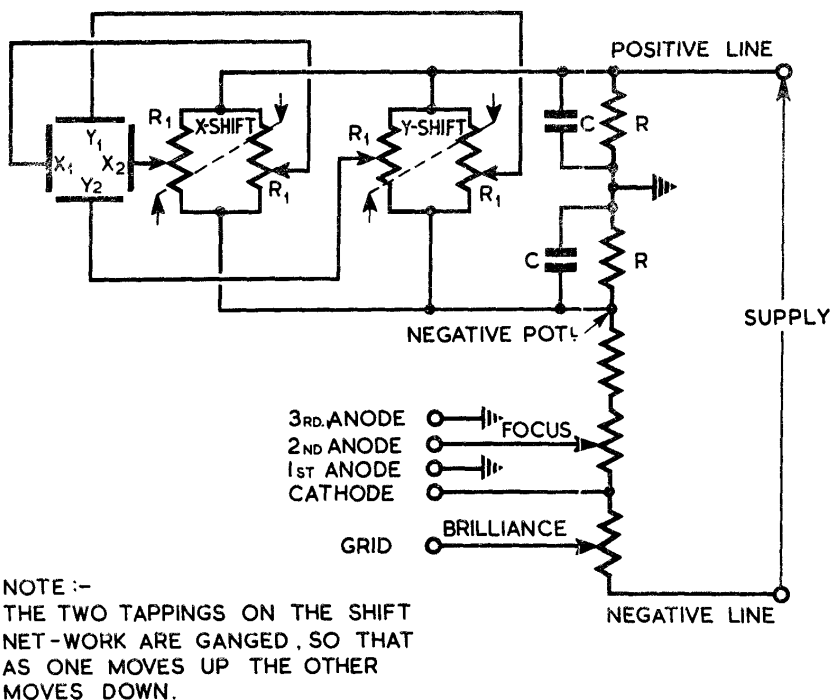 POSITIVE LINE
R1 X-SHIFT R1
R1 Y-SHIFT R1
C R
Y1
X1 X2
Y2
C R
SUPPLY
NEGATIVE POTL
3RD. ANODE
FOCUS
2ND ANODE
1ST ANODE
CATHODE
BRILLIANCE
GRID
NEGATIVE LINE
NOTE:-
THE TWO TAPPINGS ON THE SHIFT
NET-WORK ARE GANGED, SO THAT
AS ONE MOVES UP THE OTHER
MOVES DOWN.